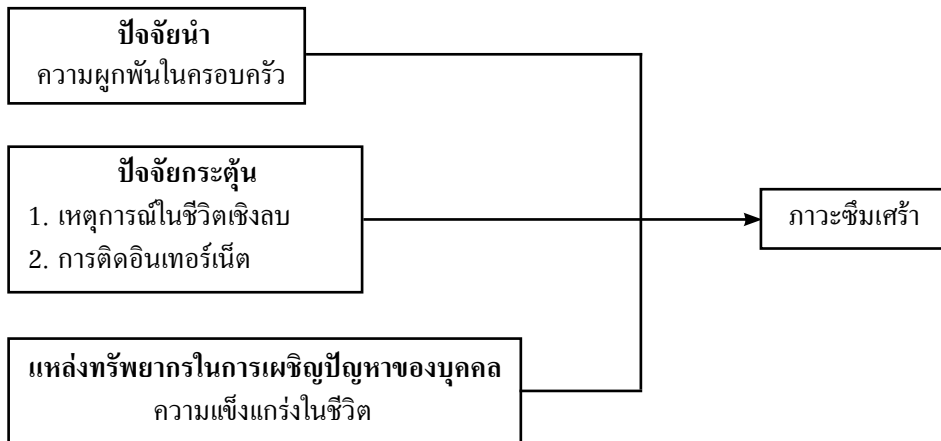 ปัจจัยนำ
ความผูกพันในครอบครัว
ปัจจัยกระตุ้น
1. เหตุการณ์ในชีวิตเชิงลบ
2. การติดอินเทอร์เน็ต
ภาวะซึมเศร้า
แหล่งทรัพยากรในการเผชิญปัญหาของบุคคล
ความแข็งแกร่งในชีวิต